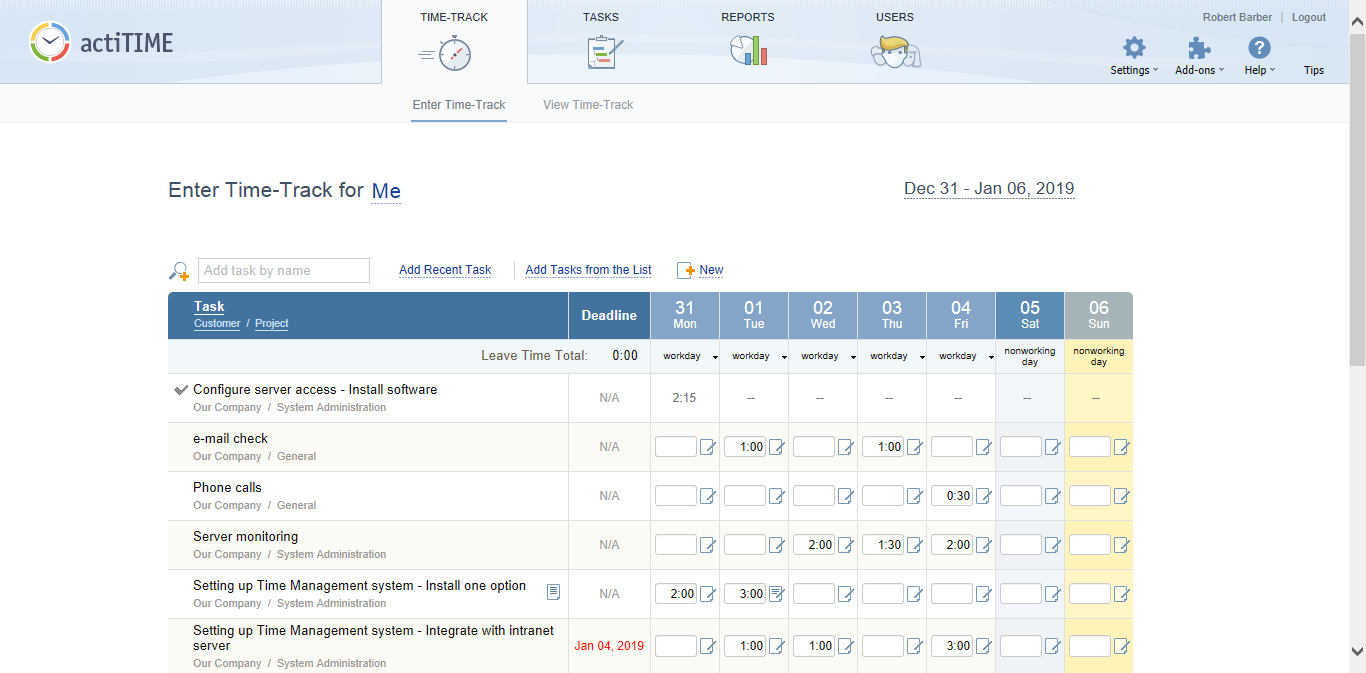 actiTIME
TIME-TRACK
TASKS
REPORTS
USERS
Robert Barber
Logout
Settings
Add-ons
Help
Tips
Enter Time-Track
View Time-Track
Enter Time-Track for Me
Dec 31 - Jan 06, 2019
Add task by name
Add Recent Task
Add Tasks from the List
New
Task
Customer / Project
Deadline
31
Mon
01
Tue
02
Wed
03
Thu
04
Fri
05
Sat
06
Sun
Leave Time Total: 0:00
workday
workday
workday
workday
workday
nonworking
day
nonworking
day
Configure server access - Install software
Our Company / System Administration
N/A
2:15
--
--
--
--
--
--
e-mail check
Our Company / General
N/A
1:00
1:00
Phone calls
Our Company / General
N/A
0:30
Server monitoring
Our Company / System Administration
N/A
2:00
1:30
2:00
Setting up Time Management system - Install one option
Our Company / System Administration
N/A
2:00
3:00
Setting up Time Management system - Integrate with intranet
server
Our Company / System Administration
Jan 04, 2019
1:00
1:00
3:00